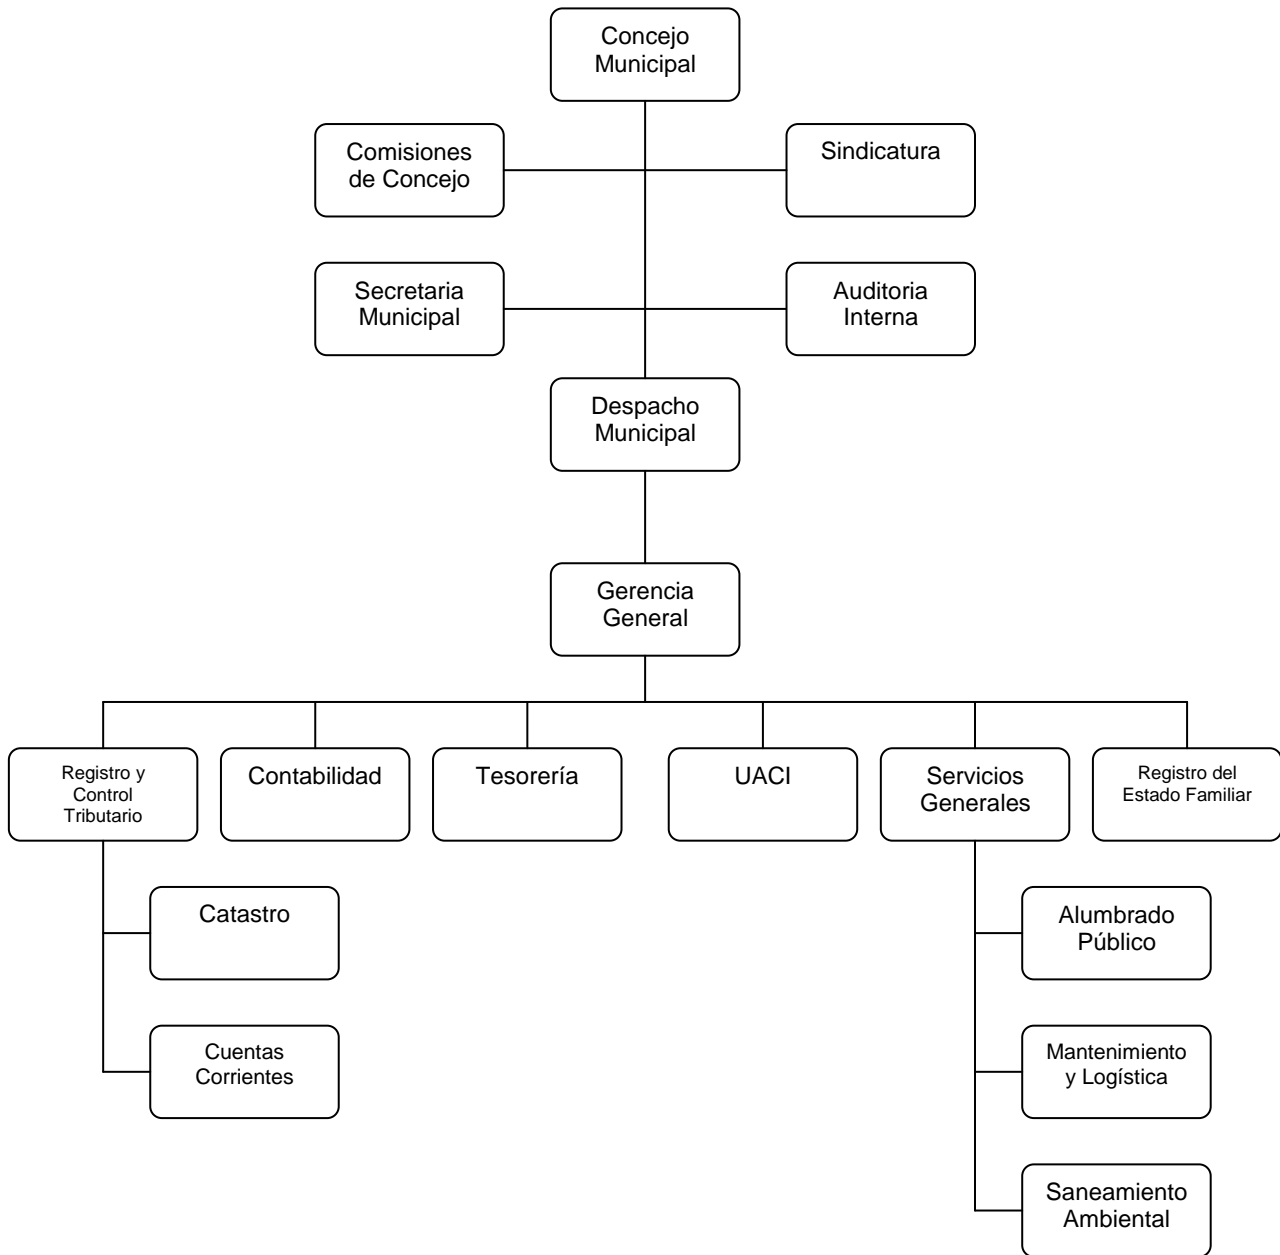 Concejo
Municipal
Comisiones
de Concejo
Sindicatura
Secretaria
Municipal
Auditoria
Interna
Despacho
Municipal
Gerencia
General
Registro y
Control
Tributario
Contabilidad
Tesorería
UACI
Servicios
Generales
Registro del
Estado Familiar
Catastro
Alumbrado
Público
Cuentas
Corrientes
Mantenimiento
y Logística
Saneamiento
Ambiental